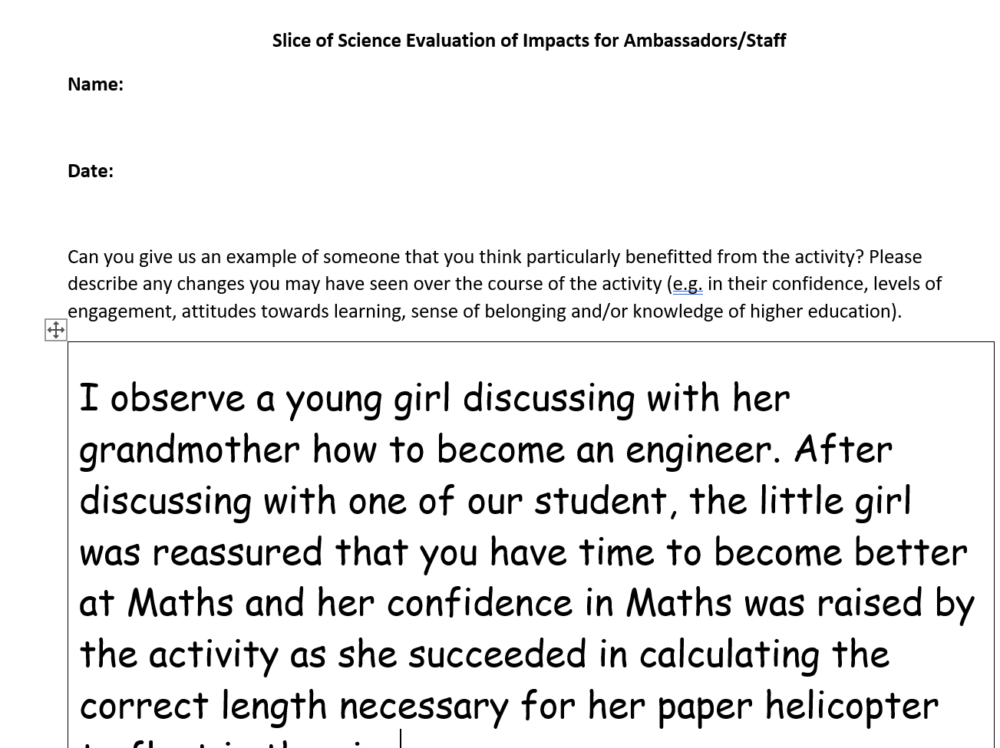 Slice of Science Evaluation of Impacts for Ambassadors/Staff
Name:
Date:
Can you give us an example of someone that you think particularly benefitted from the activity? Please
describe any changes you may have seen over the course of the activity (e.g. in their confidence, levels of
engagement, attitudes towards learning, sense of belonging and/or knowledge of higher education).
I observe a young girl discussing with her
grandmother how to become an engineer. After
discussing with one of our student, the little girl
was reassured that you have time to become better
at Maths and her confidence in Maths was raised by
the activity as she succeeded in calculating the
correct length necessary for her paper helicopter